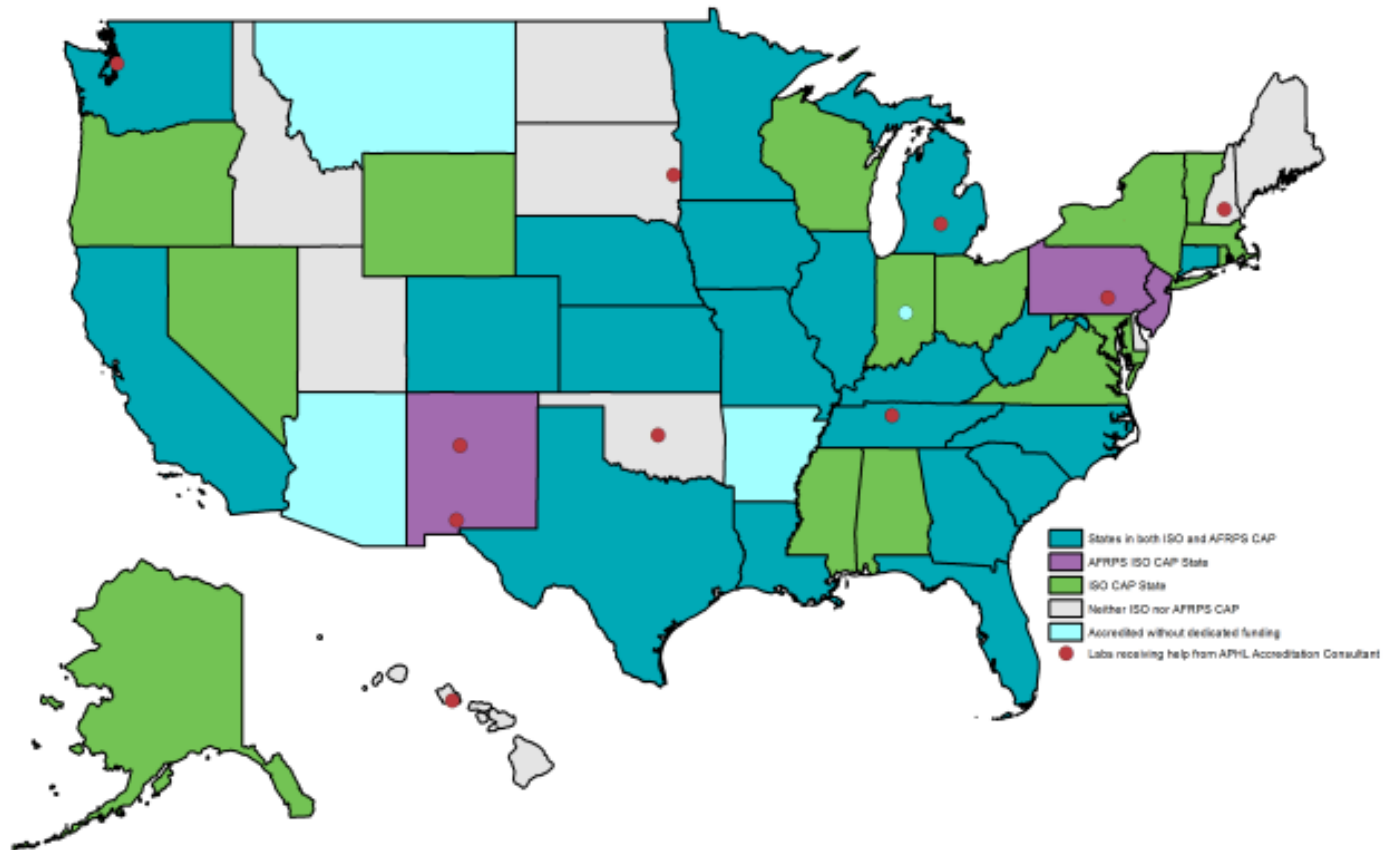 States in both ISO and AFRPS CAP
AFRPS ISO CAP State
ISO CAP State
Neither ISO nor AFRPS CAP
Accredited without dedicated funding
Labs receiving help from APHL Accreditation Consultant